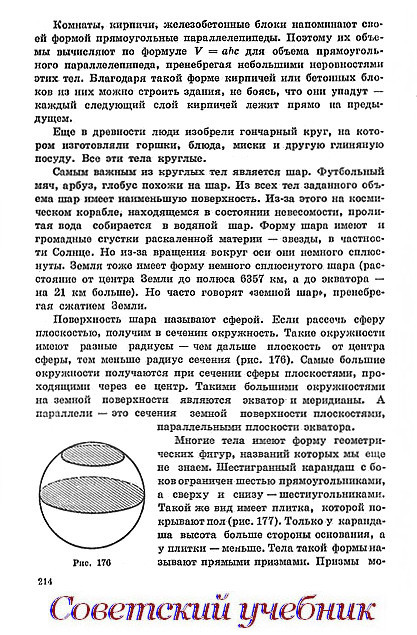 Комнаты, кирпичи, железобетонные блоки напоминают сво-
ей формой прямоугольные параллелепипеды. Поэтому их объе-
мы вычисляют по формуле V = abc для объема прямоуголь-
ного параллелепипеда, пренебрегая небольшими неровностями
этих тел. Благодаря такой форме кирпичей или бетонных бло-
ков из них можно строить здания, не боясь, что они упадут —
каждый следующий слой кирпичей лежит прямо на преды-
дущем.
Еще в древности люди изобрели гончарный круг, на кото-
ром изготовляли горшки, блюда, миски и другую глиняную
посуду. Все эти тела круглые.
Самым важным из круглых тел является шар. Футбольный
мяч, арбуз, глобус похожи на шар. Из всех тел заданного объ-
ема шар имеет наименьшую поверхность. Из-за этого на косми-
ческом корабле, находящемся в состоянии невесомости, проли-
тая вода собирается в водяной шар. Форму шара имеют и
громадные сгустки раскаленной материи — звезды, в частнос-
ти Солнце. Но из-за вращения вокруг оси они немного сплюс-
нуты. Земля тоже имеет форму немного сплюснутого шара (рас-
стояние от центра Земли до полюса 6357 км, а до экватора —
на 21 км больше). Но часто говорят «земной шар», пренебре-
гая сжатием Земли.
Поверхность шара называют сферой. Если рассечь сферу
плоскостью, получим в сечении окружность. Такие окружности
имеют разные радиусы — чем дальше плоскость от центра
сферы, тем меньше радиус сечения (рис. 176). Самые большие
окружности получаются при сечении сферы плоскостями, про-
ходящими через ее центр. Такими большими окружностями
на земной поверхности являются экватор и меридианы. А
параллели — это сечения земной поверхности плоскостями,
параллельными плоскости экватора.
Многие тела имеют форму геометри-
ческих фигур, названий которых мы еще
не знаем. Шестигранный карандаш с бо-
ков ограничен шестью прямоугольниками,
а сверху и снизу — шестиугольниками.
Такой же вид имеет плитка, которой по-
крывают пол (рис. 177). Только у каранда-
ша высота больше стороны основания, а
у плитки — меньше. Тела такой формы на-
зывают прямыми призмами. Призмы мо-
Рис. 176
214
Советский учебник